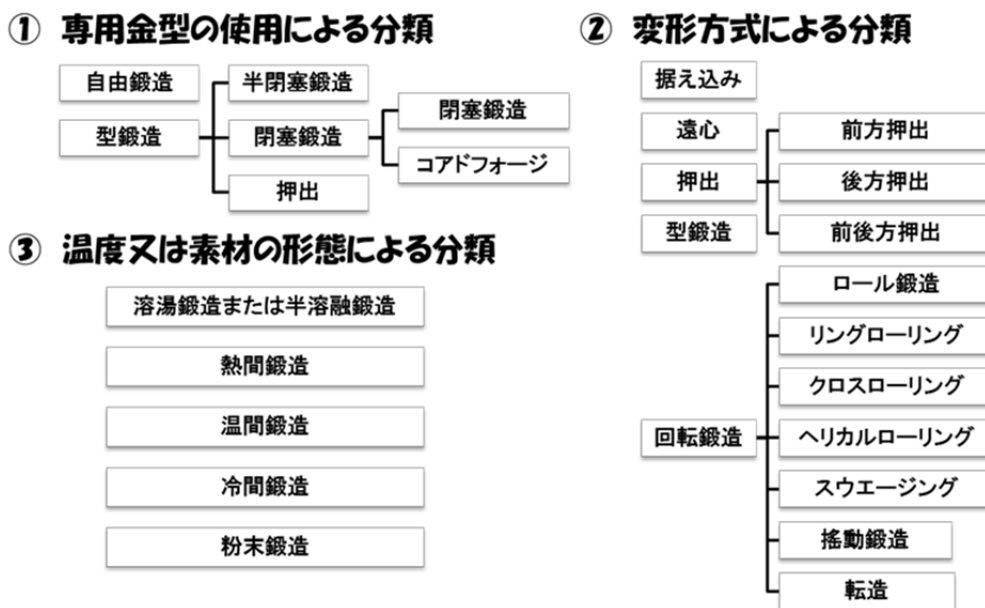 ① 専用金型の使用による分類
自由鍛造
半閉塞鍛造
型鍛造
閉塞鍛造
閉塞鍛造
コアドフォージ
押出
② 変形方式による分類
据え込み
遠心
前方押出
押出
後方押出
型鍛造
前後方押出
回転鍛造
ロール鍛造
リングローリング
クロスローリング
ヘリカルローリング
スウエージング
搖動鍛造
転造
③ 温度又は素材の形態による分類
溶湯鍛造または半溶融鍛造
熱間鍛造
温間鍛造
冷間鍛造
粉末鍛造